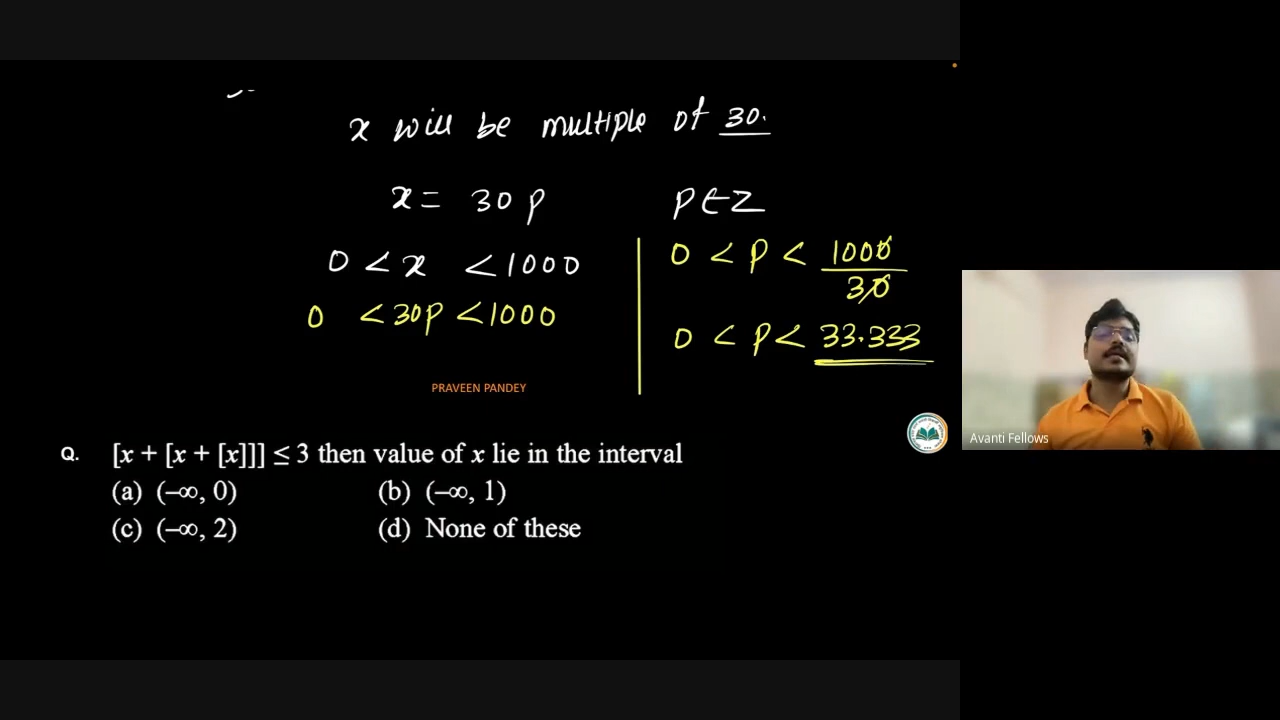 x will be multiple of 30.
x = 30 p p ∈ Z
0 < x < 1000
0 < 30p < 1000
0 < p < 1000/30
0 < p < 33.333
PRAVEEN PANDEY
Avanti Fellows
Q. [x + [x + [x]]] ≤ 3 then value of x lie in the interval
(a) (–∞, 0) (b) (–∞, 1)
(c) (–∞, 2) (d) None of these